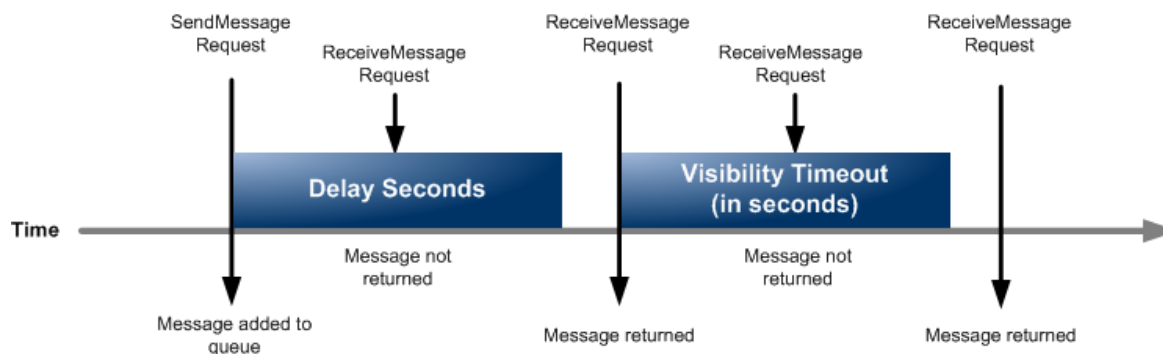 SendMessage
Request
ReceiveMessage
Request
ReceiveMessage
Request
ReceiveMessage
Request
ReceiveMessage
Request
Delay Seconds
Visibility Timeout
(in seconds)
Time
Message not
returned
Message not
returned
Message added to
queue
Message returned
Message returned